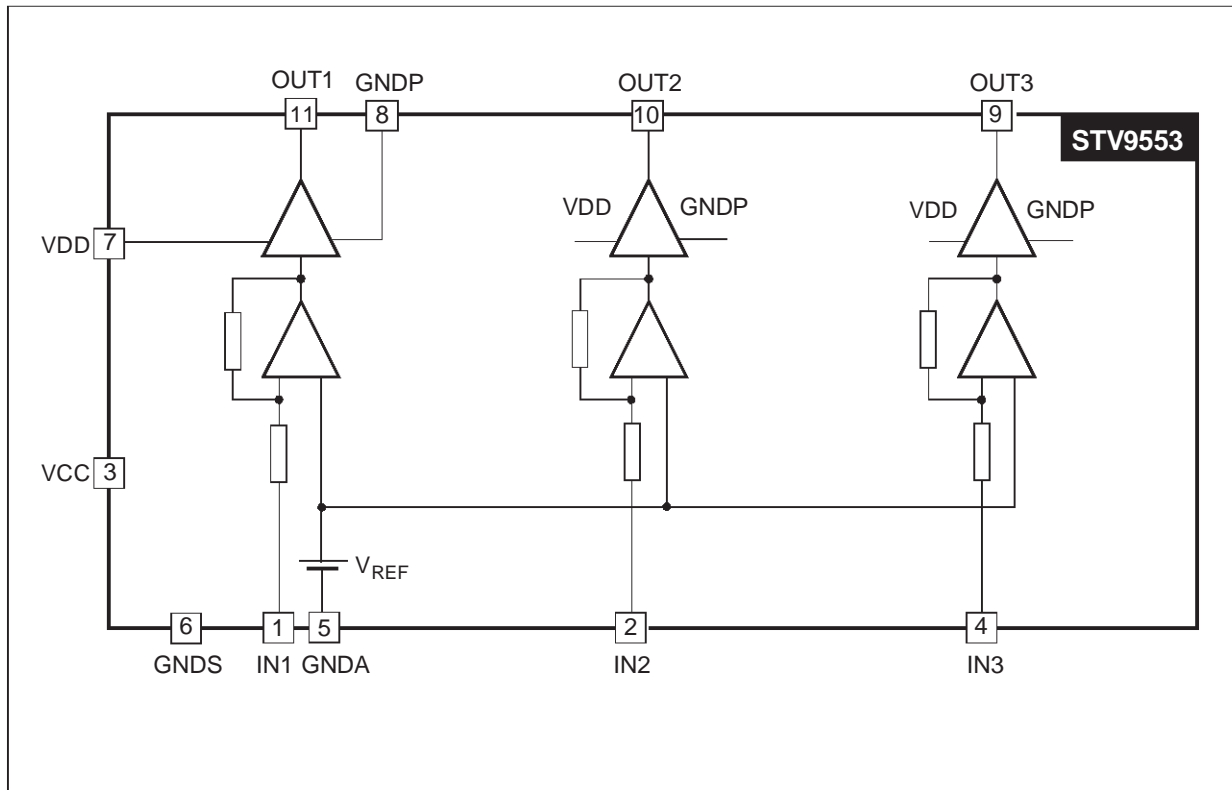 OUT1 GNDP OUT2 OUT3
11 8 10 9
STV9553
VDD GNDP VDD GNDP
VDD 7
VCC 3
VREF
6 1 5 2 4
GNDS IN1 GNDA IN2 IN3